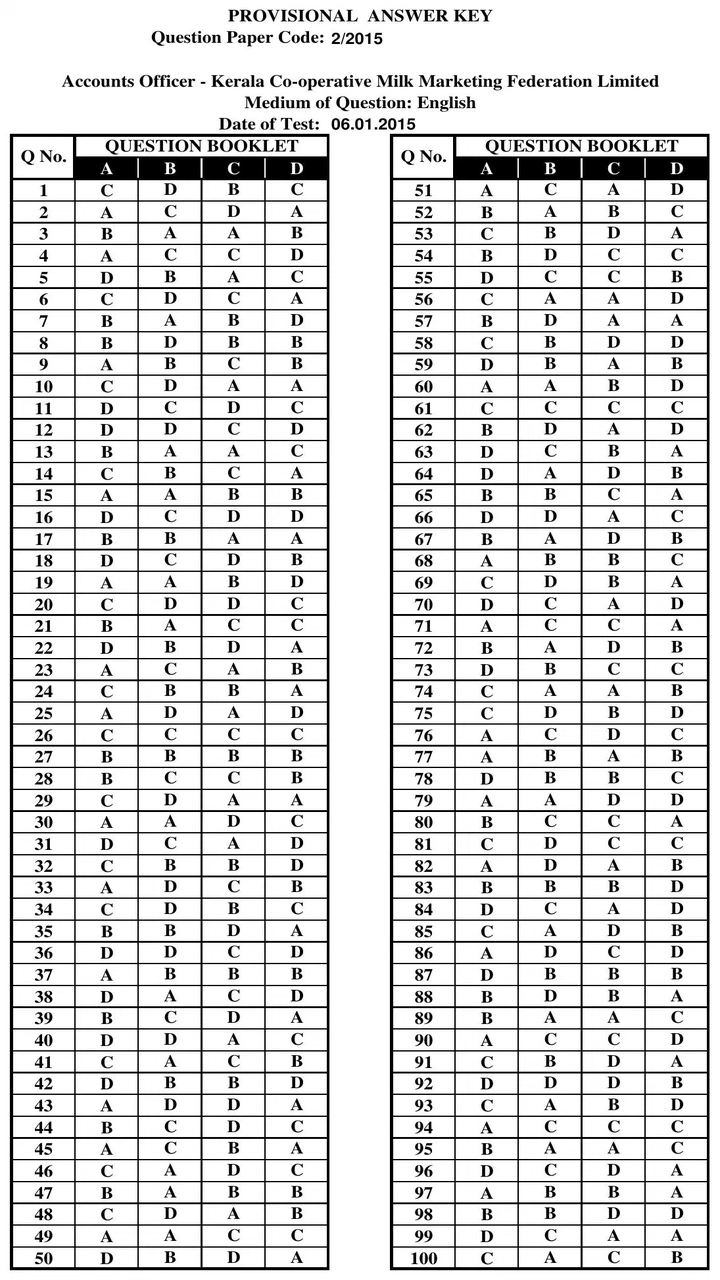 PROVISIONAL ANSWER KEY
Question Paper Code: 2/2015
Accounts Officer - Kerala Co-operative Milk Marketing Federation Limited
Medium of Question: English
Date of Test: 06.01.2015
Q No. QUESTION BOOKLET
A B C D
1 C D B C
2 A C D A
3 B A A B
4 A C C D
5 D B A C
6 C D C A
7 B A B D
8 B D B B
9 A B C B
10 C D A A
11 D C D C
12 D D C D
13 B A A C
14 C B C A
15 A A B B
16 D C D D
17 B B A A
18 D C D B
19 A A B D
20 C D D C
21 B A C C
22 D B D A
23 A C A B
24 C B B A
25 A D A D
26 C C C C
27 B B B B
28 B C C B
29 C D A A
30 A A D C
31 D C A D
32 C B B D
33 A D C B
34 C D B C
35 B B D A
36 D D C D
37 A B B B
38 D A C D
39 B C D A
40 D D A C
41 C A C B
42 D B B D
43 A D D A
44 B C D C
45 A C B A
46 C A D C
47 B A B B
48 C D A B
49 A A C C
50 D B D A
Q No. QUESTION BOOKLET
A B C D
51 A C A D
52 B A B C
53 C B D A
54 B D C C
55 D C C B
56 C A A D
57 B D A A
58 C B D D
59 D B A B
60 A A B D
61 C C C C
62 B D A D
63 D C B A
64 D A D B
65 B B C A
66 D D A C
67 B A D B
68 A B B C
69 C D B A
70 D C A D
71 A C C A
72 B A D B
73 D B C C
74 C A A B
75 C D B D
76 A C D C
77 A B A B
78 D B B C
79 A A D D
80 B C C A
81 C D C C
82 A D A B
83 B B B D
84 D C A D
85 C A D B
86 A D C D
87 D B B B
88 B D B A
89 B A A C
90 A C C D
91 C B D A
92 D D D B
93 C A B D
94 A C C C
95 B A A C
96 D C D A
97 A B B A
98 B B D D
99 D C A A
100 C A C B